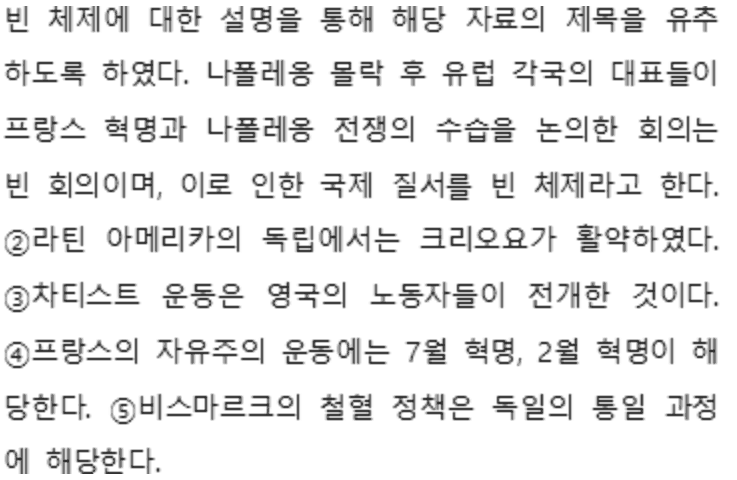 빈 체제에 대한 설명을 통해 해당 자료의 제목을 유추
하도록 하였다. 나폴레옹 몰락 후 유럽 각국의 대표들이
프랑스 혁명과 나폴레옹 전쟁의 수습을 논의한 회의는
빈 회의이며, 이로 인한 국제 질서를 빈 체제라고 한다.
②라틴 아메리카의 독립에서는 크리오요가 활약하였다.
③차티스트 운동은 영국의 노동자들이 전개한 것이다.
④프랑스의 자유주의 운동에는 7월 혁명, 2월 혁명이 해
당한다. ⑤비스마르크의 철혈 정책은 독일의 통일 과정
에 해당한다.